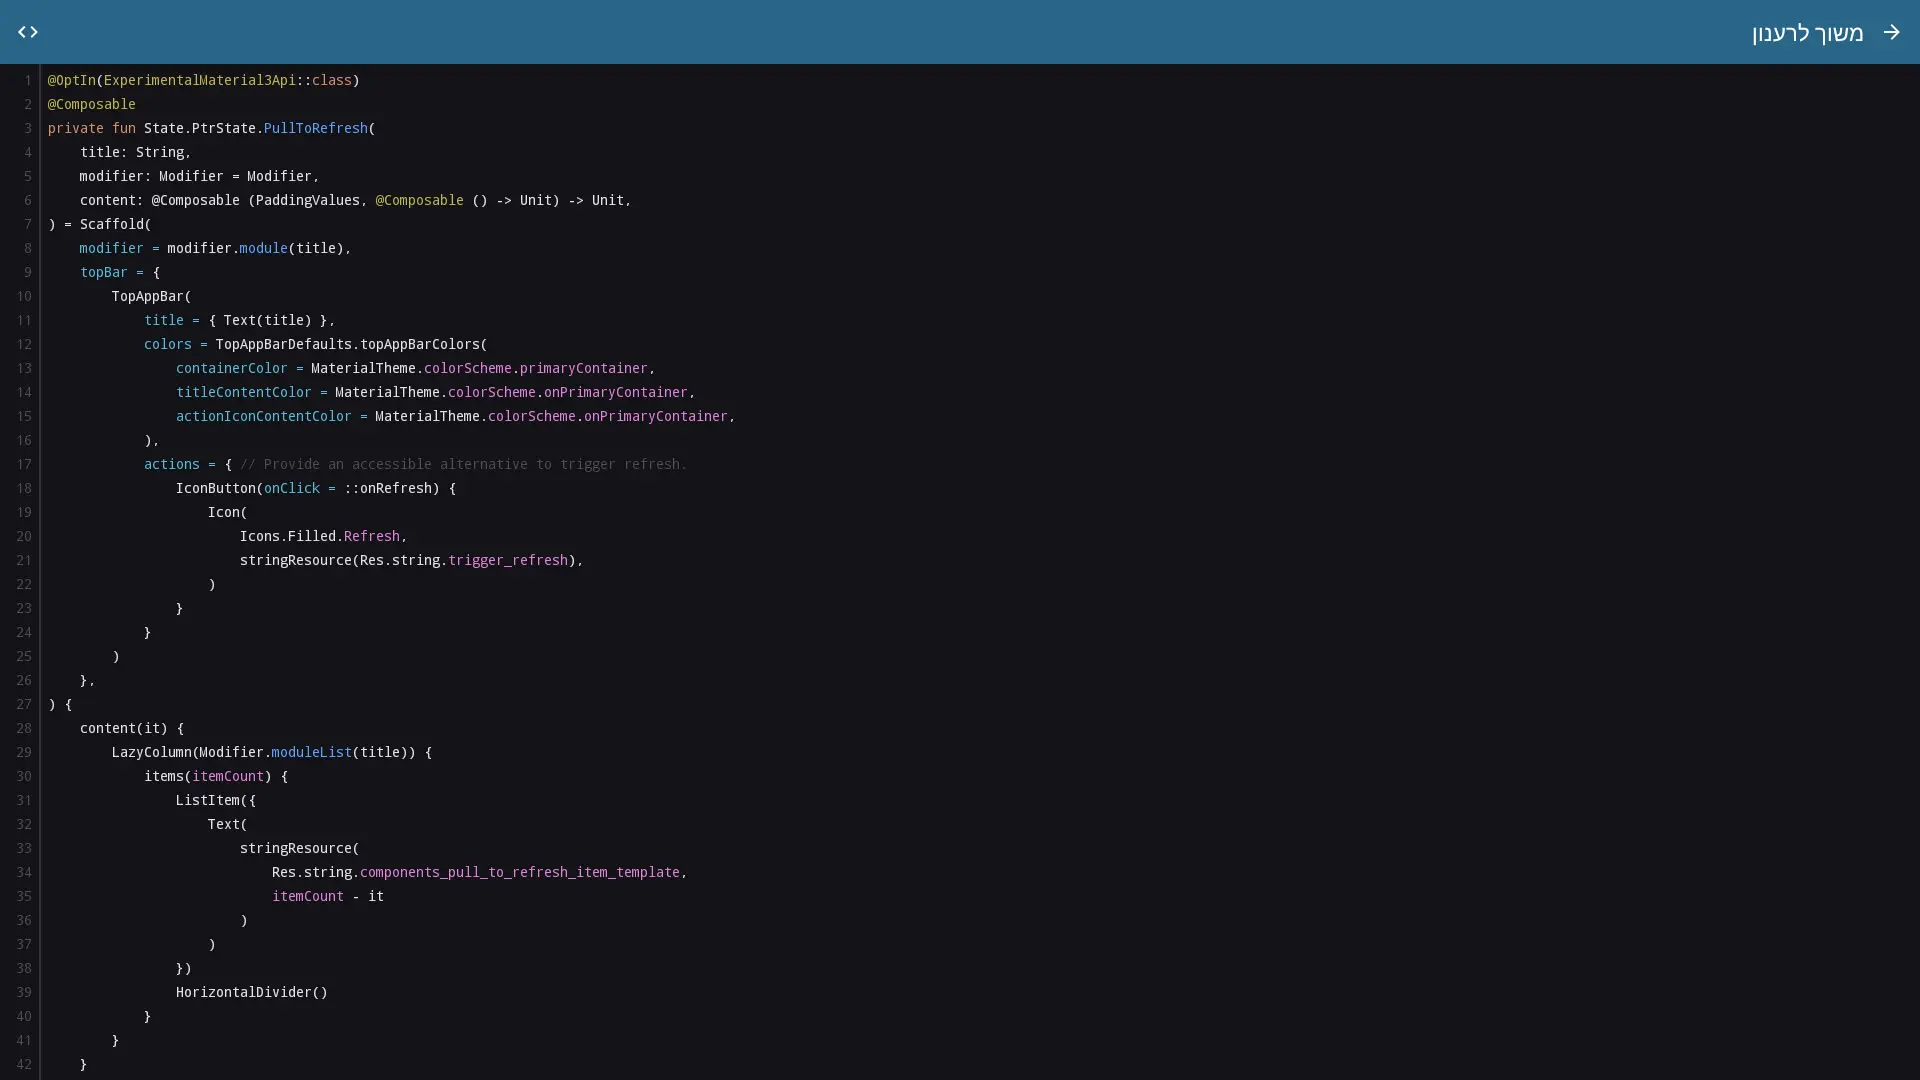 משוך לרענון
1 @OptIn(ExperimentalMaterial3Api::class)
2 @Composable
3 private fun State.PtrState.PullToRefresh(
4     title: String,
5     modifier: Modifier = Modifier,
6     content: @Composable (PaddingValues, @Composable () -> Unit) -> Unit,
7 ) = Scaffold(
8     modifier = modifier.module(title),
9     topBar = {
10         TopAppBar(
11             title = { Text(title) },
12             colors = TopAppBarDefaults.topAppBarColors(
13                 containerColor = MaterialTheme.colorScheme.primaryContainer,
14                 titleContentColor = MaterialTheme.colorScheme.onPrimaryContainer,
15                 actionIconContentColor = MaterialTheme.colorScheme.onPrimaryContainer,
16             ),
17             actions = { // Provide an accessible alternative to trigger refresh.
18                 IconButton(onClick = ::onRefresh) {
19                     Icon(
20                         Icons.Filled.Refresh,
21                         stringResource(Res.string.trigger_refresh),
22                     )
23                 }
24             }
25         )
26     },
27 ) {
28     content(it) {
29         LazyColumn(Modifier.moduleList(title)) {
30             items(itemCount) {
31                 ListItem({
32                     Text(
33                         stringResource(
34                             Res.string.components_pull_to_refresh_item_template,
35                             itemCount - it
36                         )
37                     )
38                 })
39                 HorizontalDivider()
40             }
41         }
42     }